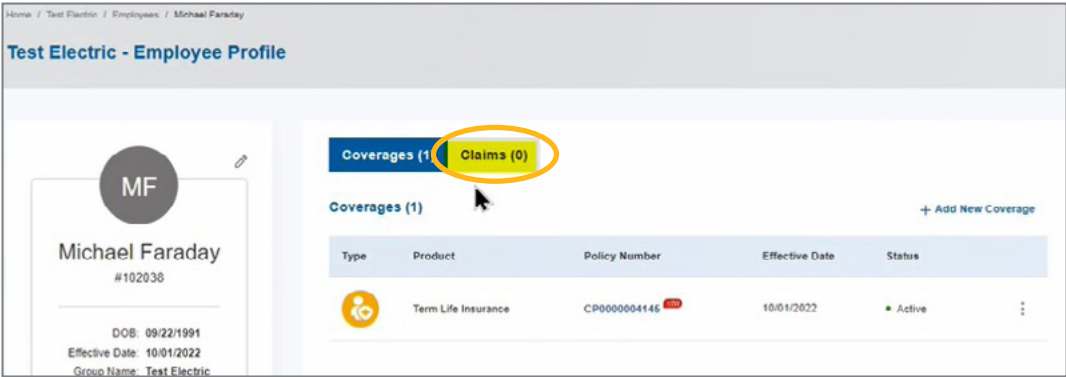 Home / Test Electric / Employees / Michael Faraday
Test Electric - Employee Profile
MF
Michael Faraday
#102038
DOB: 09/22/1991
Effective Date: 10/01/2022
Group Name: Test Electric
Coverages (1) Claims (0)
Coverages (1) + Add New Coverage
Type Product Policy Number Effective Date Status
Term Life Insurance CP0000004145 10/01/2022 Active